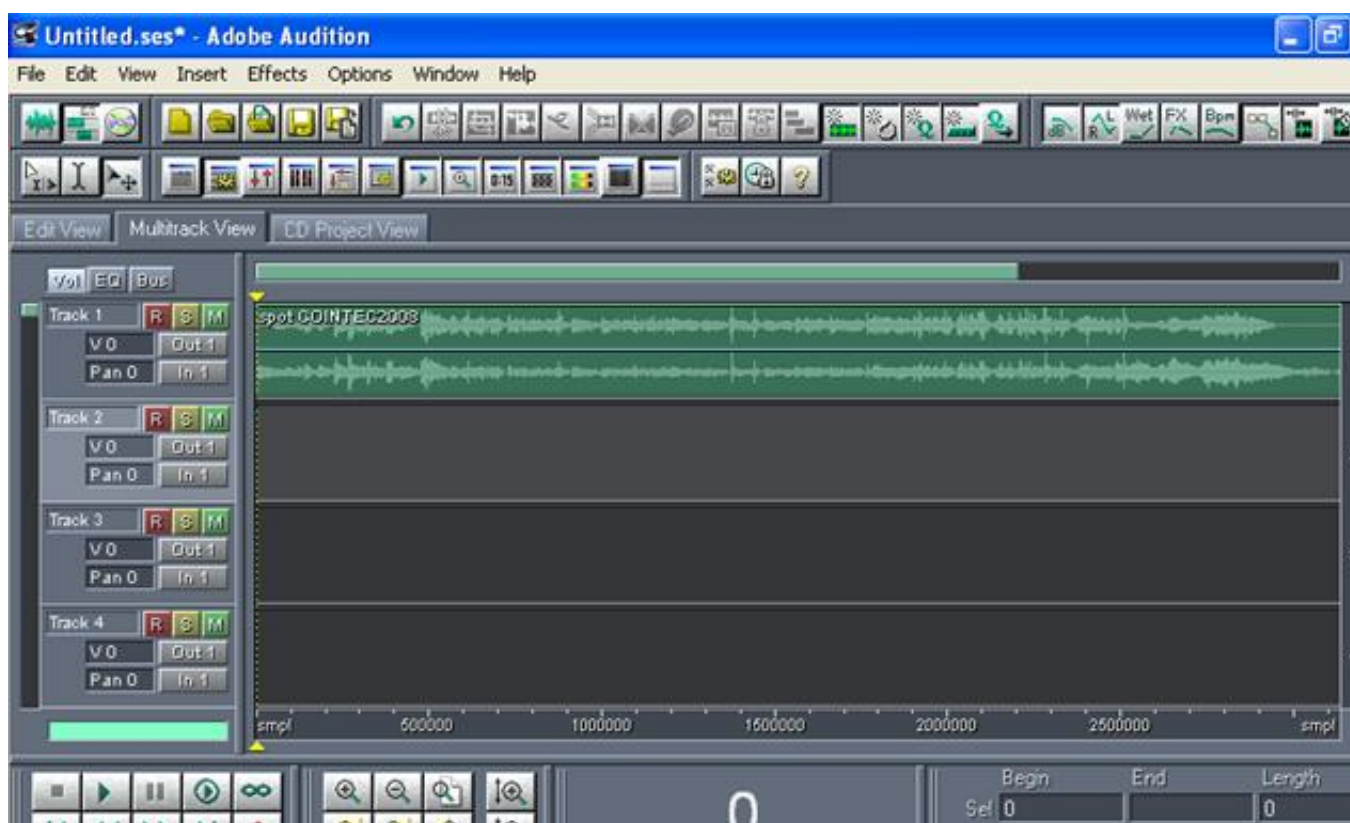 Untitled.ses* - Adobe Audition
File Edit View Insert Effects Options Window Help
Wet FX Bpm
Edit View Multitrack View CD Project View
Vol EQ Bus
Track 1 R S M
V 0 Out 1
Pan 0 In 1
spot COINTEC2008
Track 2 R S M
V 0 Out 1
Pan 0 In 1
Track 3 R S M
V 0 Out 1
Pan 0 In 1
Track 4 R S M
V 0 Out 1
Pan 0 In 1
smpl 500000 1000000 1500000 2000000 2500000 smpl
Begin End Length
0
Sel 0 0